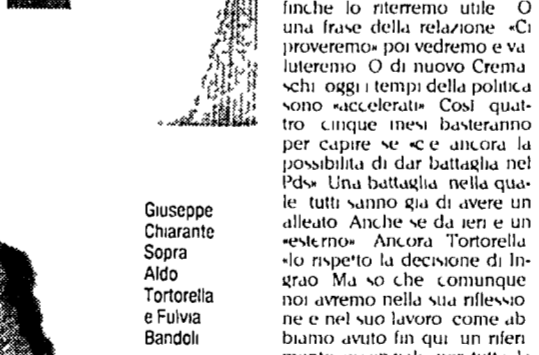 Giuseppe
Chiarante
Sopra
Aldo
Tortorella
e Fulvia
Bandoli
finche lo riterremo utile O
una frase della relazione «Ci
proveremo» poi vedremo e va
luteremo O di nuovo Crema
schi oggi i tempi della politica
sono «accelerati» Così quat-
tro cinque mesi basteranno
per capire se «c e ancora la
possibilita di dar battaglia nel
Pds» Una battaglia nella qua-
le tutti sanno gia di avere un
alleato Anche se da ieri e un
«esterno» Ancora Tortorella
«Io rispetto la decisione di In-
grao Ma so che comunque
noi avremo nella sua riflessio
ne e nel suo lavoro come ab
biamo avuto fin qui un riferi